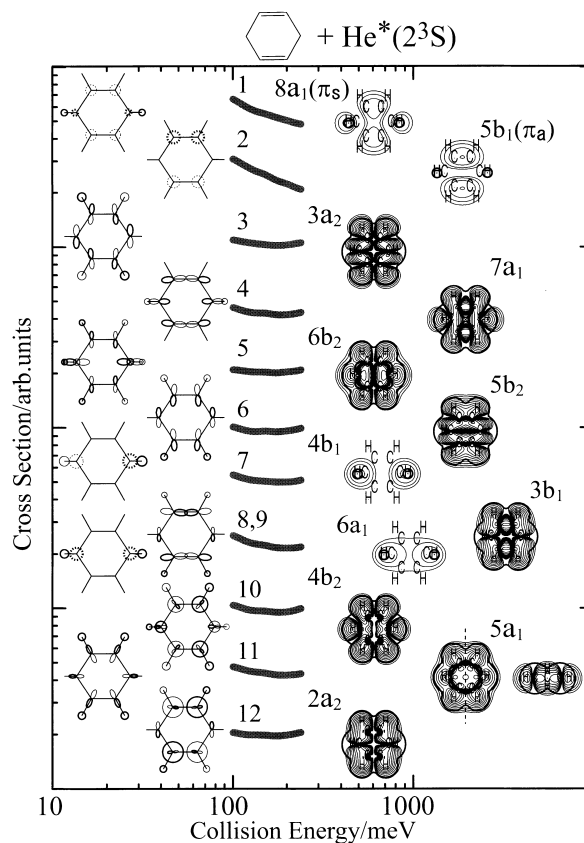 + He*(2³S)
1
8a₁(πs)
5b₁(πa)
2
3
3a₂
7a₁
4
6b₂
5
5b₂
6
4b₁
7
3b₁
8,9
6a₁
4b₂
10
5a₁
11
2a₂
12
Cross Section/arb.units
10
100
1000
Collision Energy/meV